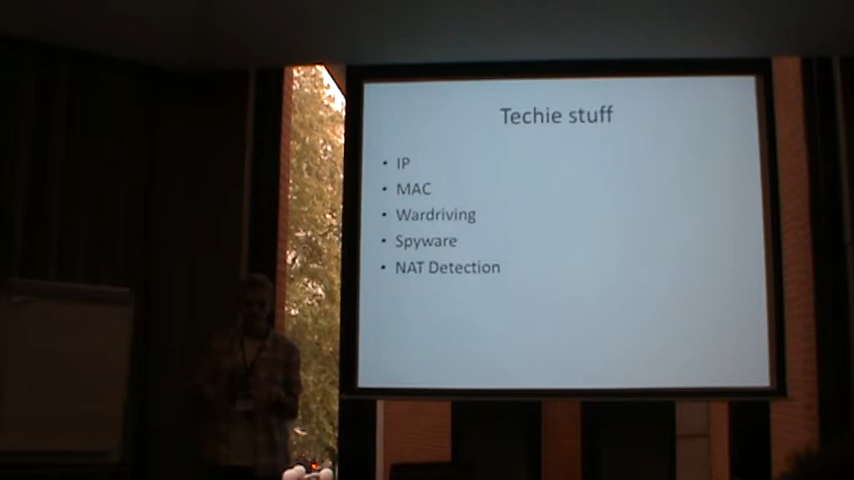 Techie stuff
• IP
• MAC
• Wardriving
• Spyware
• NAT Detection